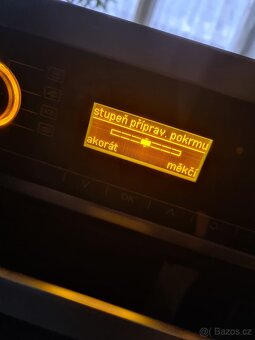 stupeň příprav. pokrmu
akorát
měkčí
OK
© Bazos.cz